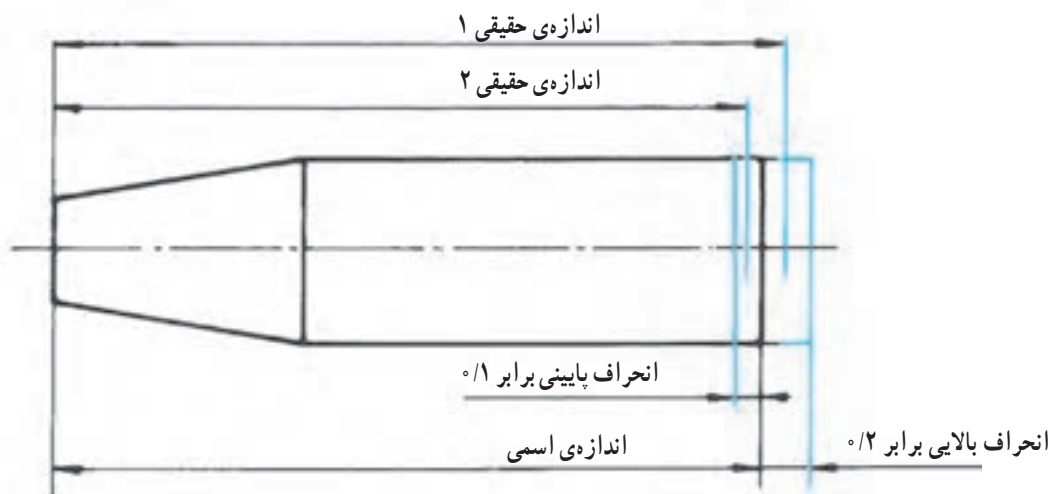 اندازه‌ی حقیقی ۱
اندازه‌ی حقیقی ۲
انحراف پایینی برابر ۰/۱
اندازه‌ی اسمی
انحراف بالایی برابر ۰/۲